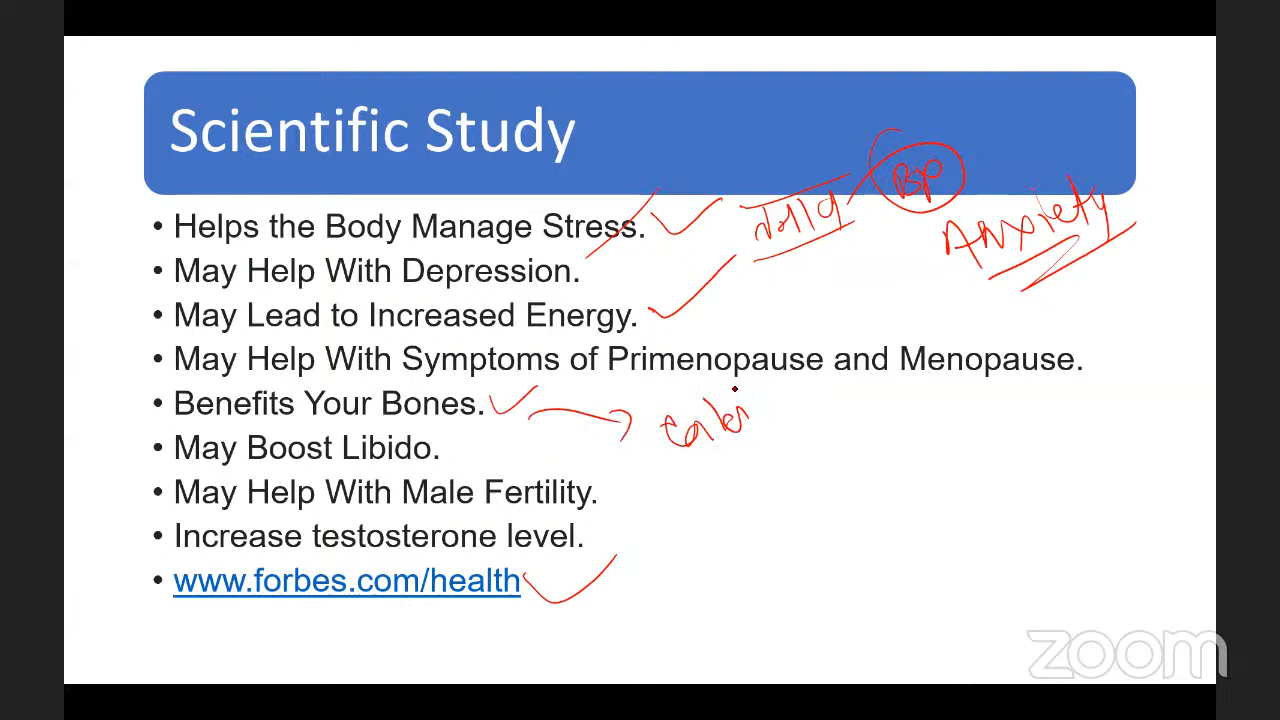 Scientific Study
• Helps the Body Manage Stress.
तनाव
BP
Anxiety
• May Help With Depression.
• May Lead to Increased Energy.
• May Help With Symptoms of Primenopause and Menopause.
• Benefits Your Bones.
• May Boost Libido.
• May Help With Male Fertility.
• Increase testosterone level.
• www.forbes.com/health
zoom